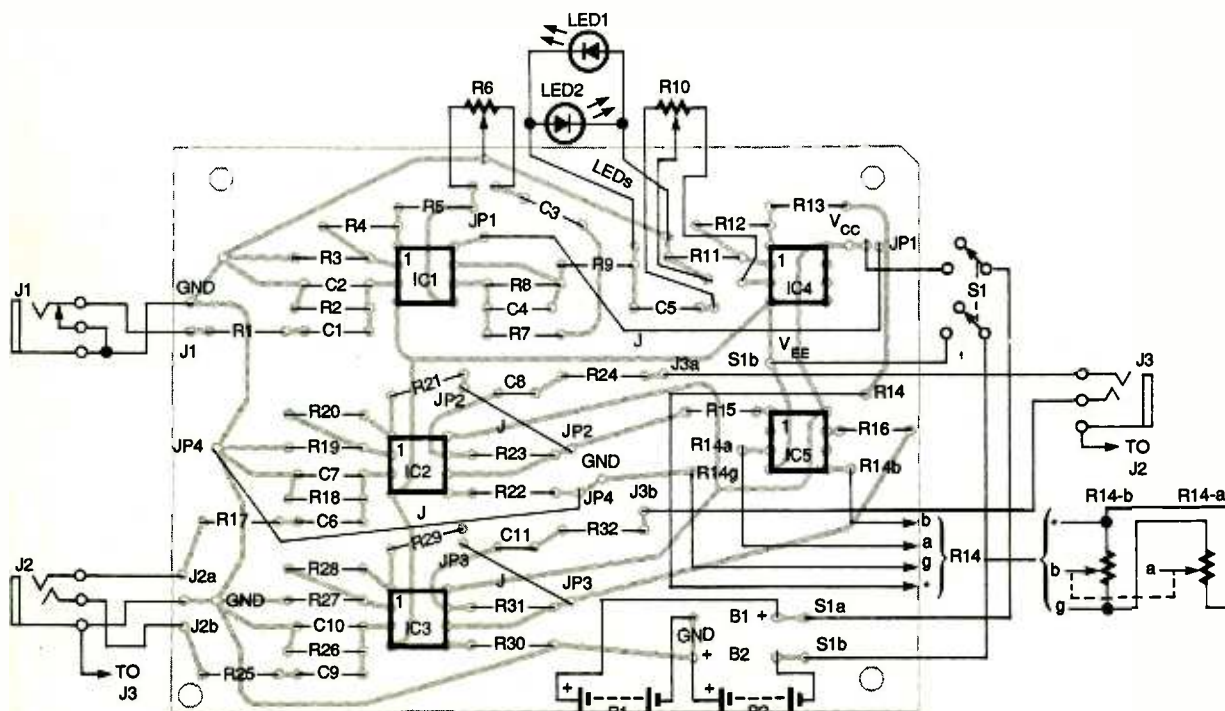 LED1
R6
LED2
R10
LEDs
R13
R5
C3
VCC
R4
JP1
R12
JP1
R3
1
R9
R11
1
J1
GND
C2
IC1
R8
IC4
S1
R2
C4
C5
R1
C1
R7
J1
J
VEE
S1b
J3a
R21
C8
R24
J3
R14
JP2
R20
J
R15
JP4
R19
1
JP2
1
R16
TO
J2
C7
IC2
R23
GND
R14a
IC5
R18
R22
R14g
R14b
JP4
J3b
R14-b
R14-a
R17
C6
J
R29
C11
R32
b
a
R14
b
a
J2
J2a
R28
JP3
g
g
GND
R27
1
J
JP3
R31
B1 +
S1a
J2b
C10
IC3
GND
R26
R30
+
B2
S1b
TO
J3
R25
C9
+
+